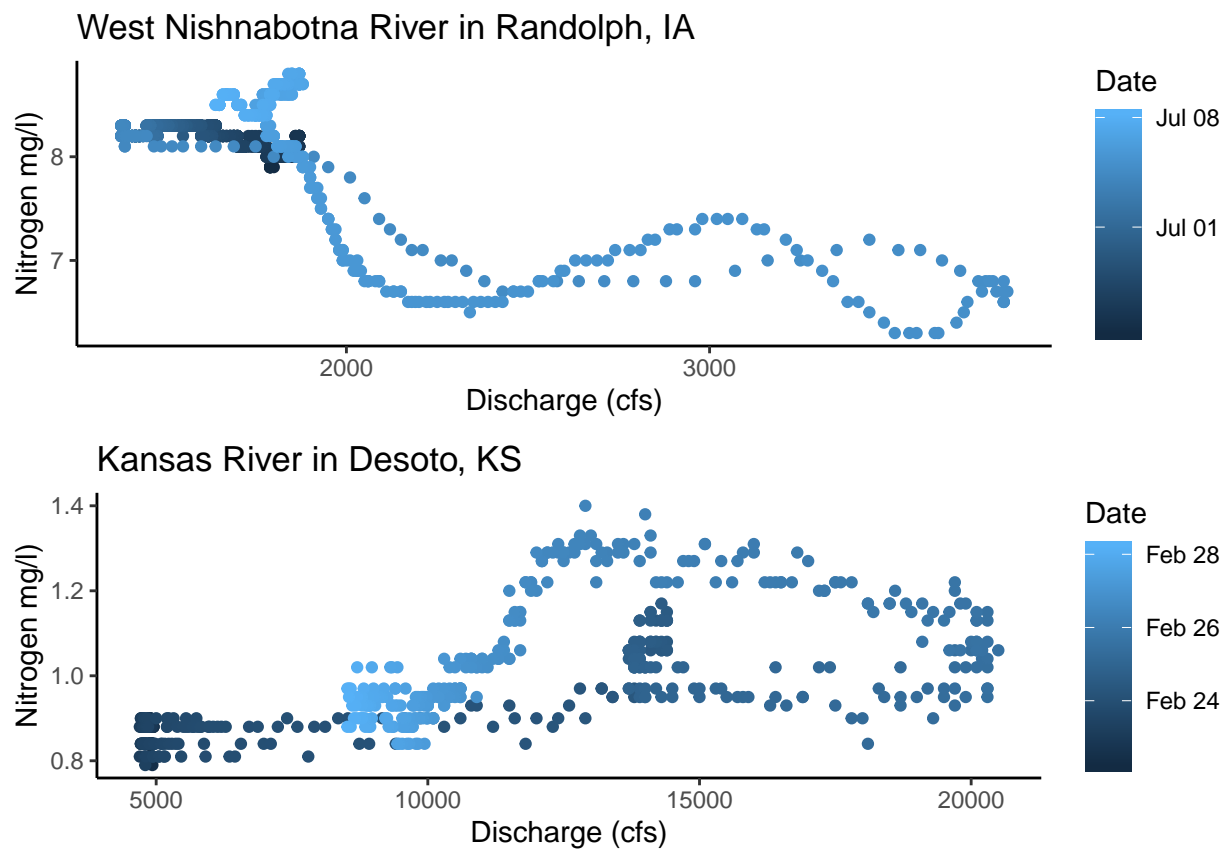 West Nishnabotna River in Randolph, IA
Nitrogen mg/l)
8
7
2000
3000
Discharge (cfs)
Date
Jul 08
Jul 01
Kansas River in Desoto, KS
Nitrogen mg/l)
1.4
1.2
1.0
0.8
5000
10000
15000
20000
Discharge (cfs)
Date
Feb 28
Feb 26
Feb 24